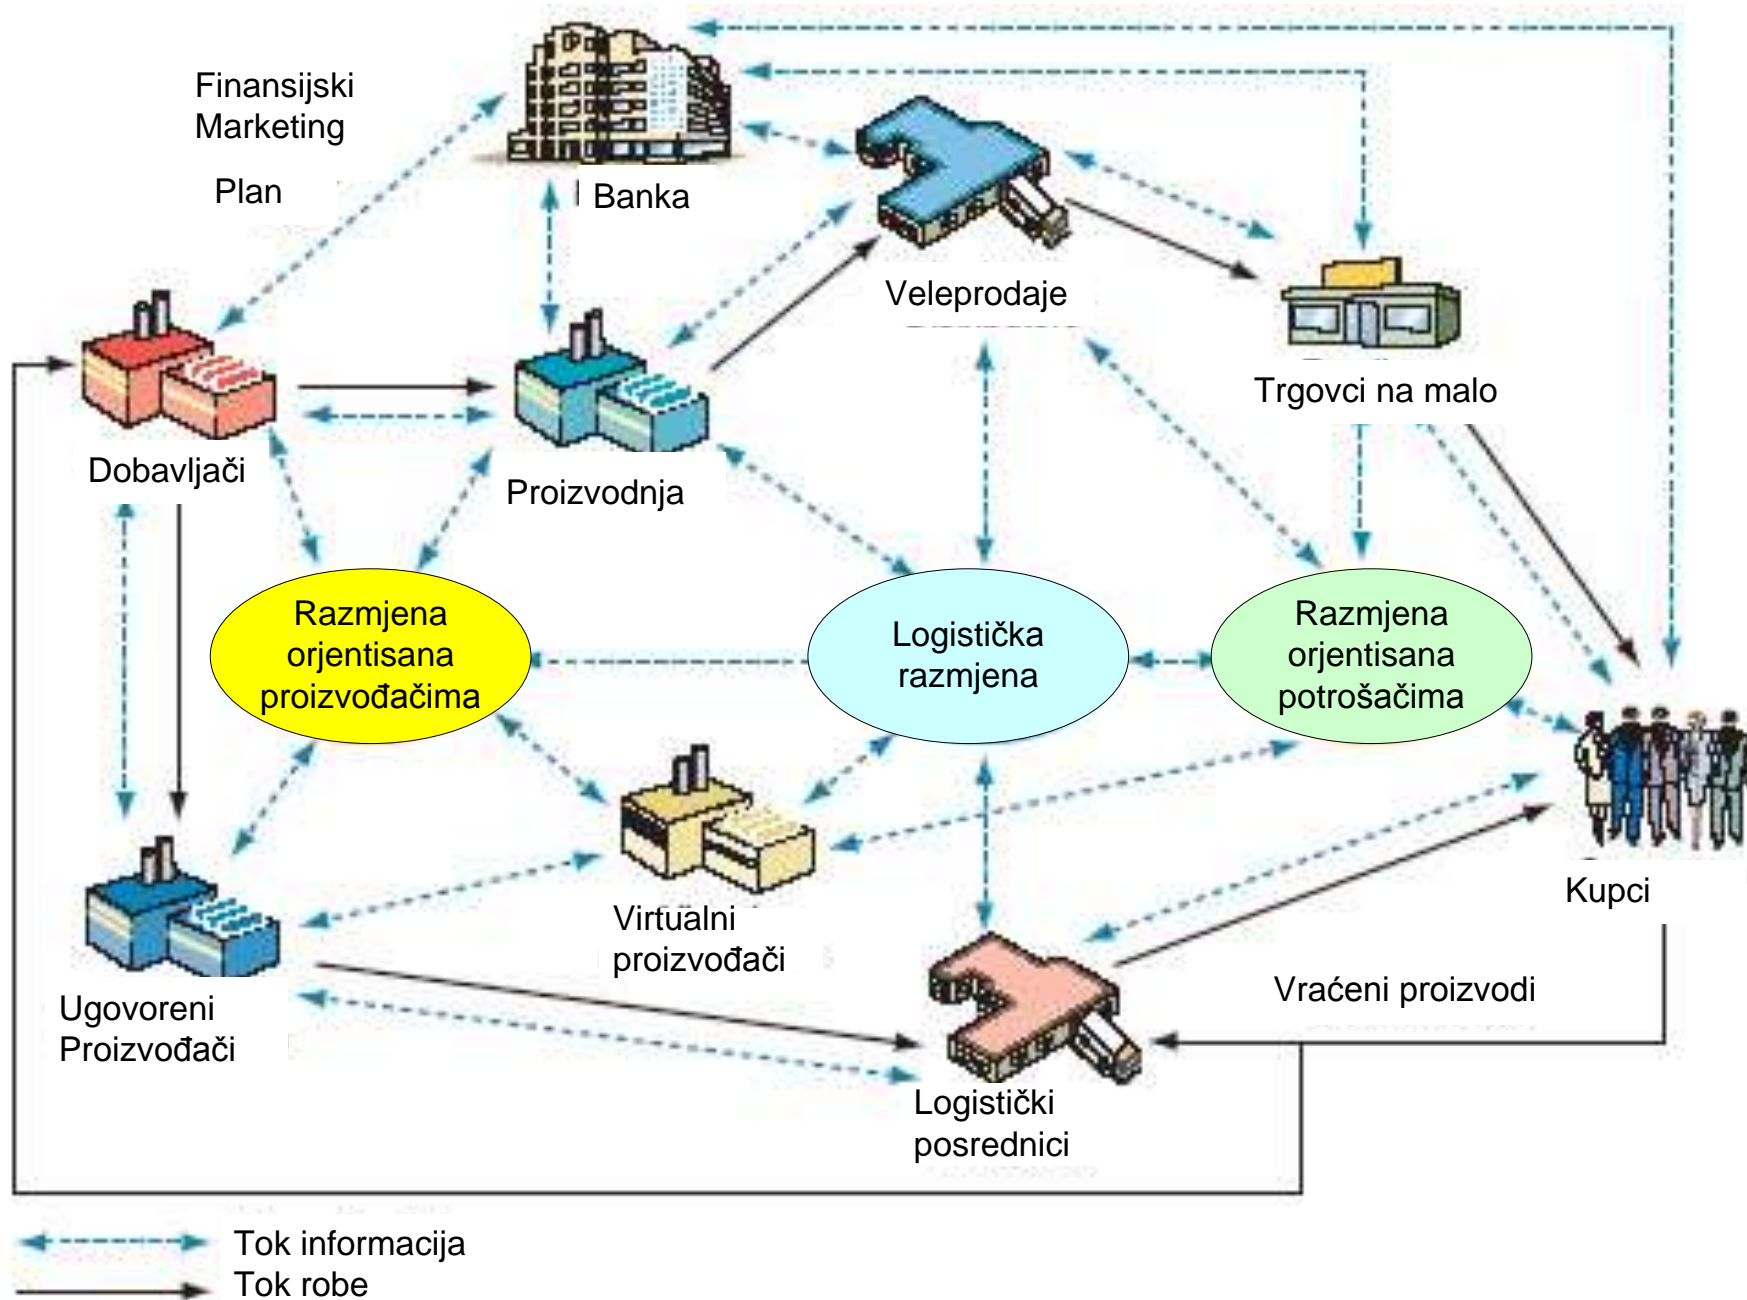 Finansijski
Marketing
Plan
Banka
Veleprodaje
Trgovci na malo
Dobavljači
Proizvodnja
Razmjena
orjentisana
proizvođačima
Logistička
razmjena
Razmjena
orjentisana
potrošačima
Kupci
Virtualni
proizvođači
Vraćeni proizvodi
Ugovoreni
Proizvođači
Logistički
posrednici
Tok informacija
Tok robe